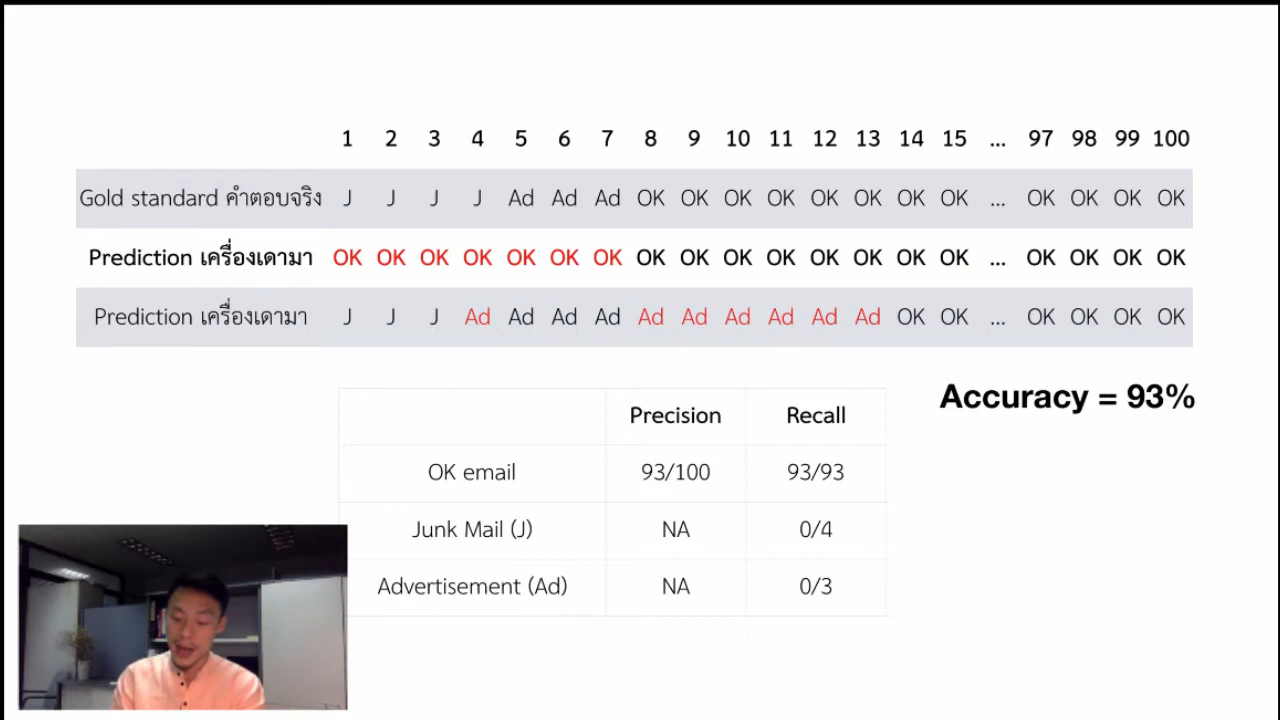 1 2 3 4 5 6 7 8 9 10 11 12 13 14 15 ... 97 98 99 100
Gold standard คำตอบจริง J J J J Ad Ad Ad OK OK OK OK OK OK OK OK ... OK OK OK OK
Prediction เครื่องเดามา OK OK OK OK OK OK OK OK OK OK OK OK OK OK OK ... OK OK OK OK
Prediction เครื่องเดามา J J J Ad Ad Ad Ad Ad Ad Ad Ad Ad Ad OK OK ... OK OK OK OK
Accuracy = 93%
Precision Recall
OK email 93/100 93/93
Junk Mail (J) NA 0/4
Advertisement (Ad) NA 0/3